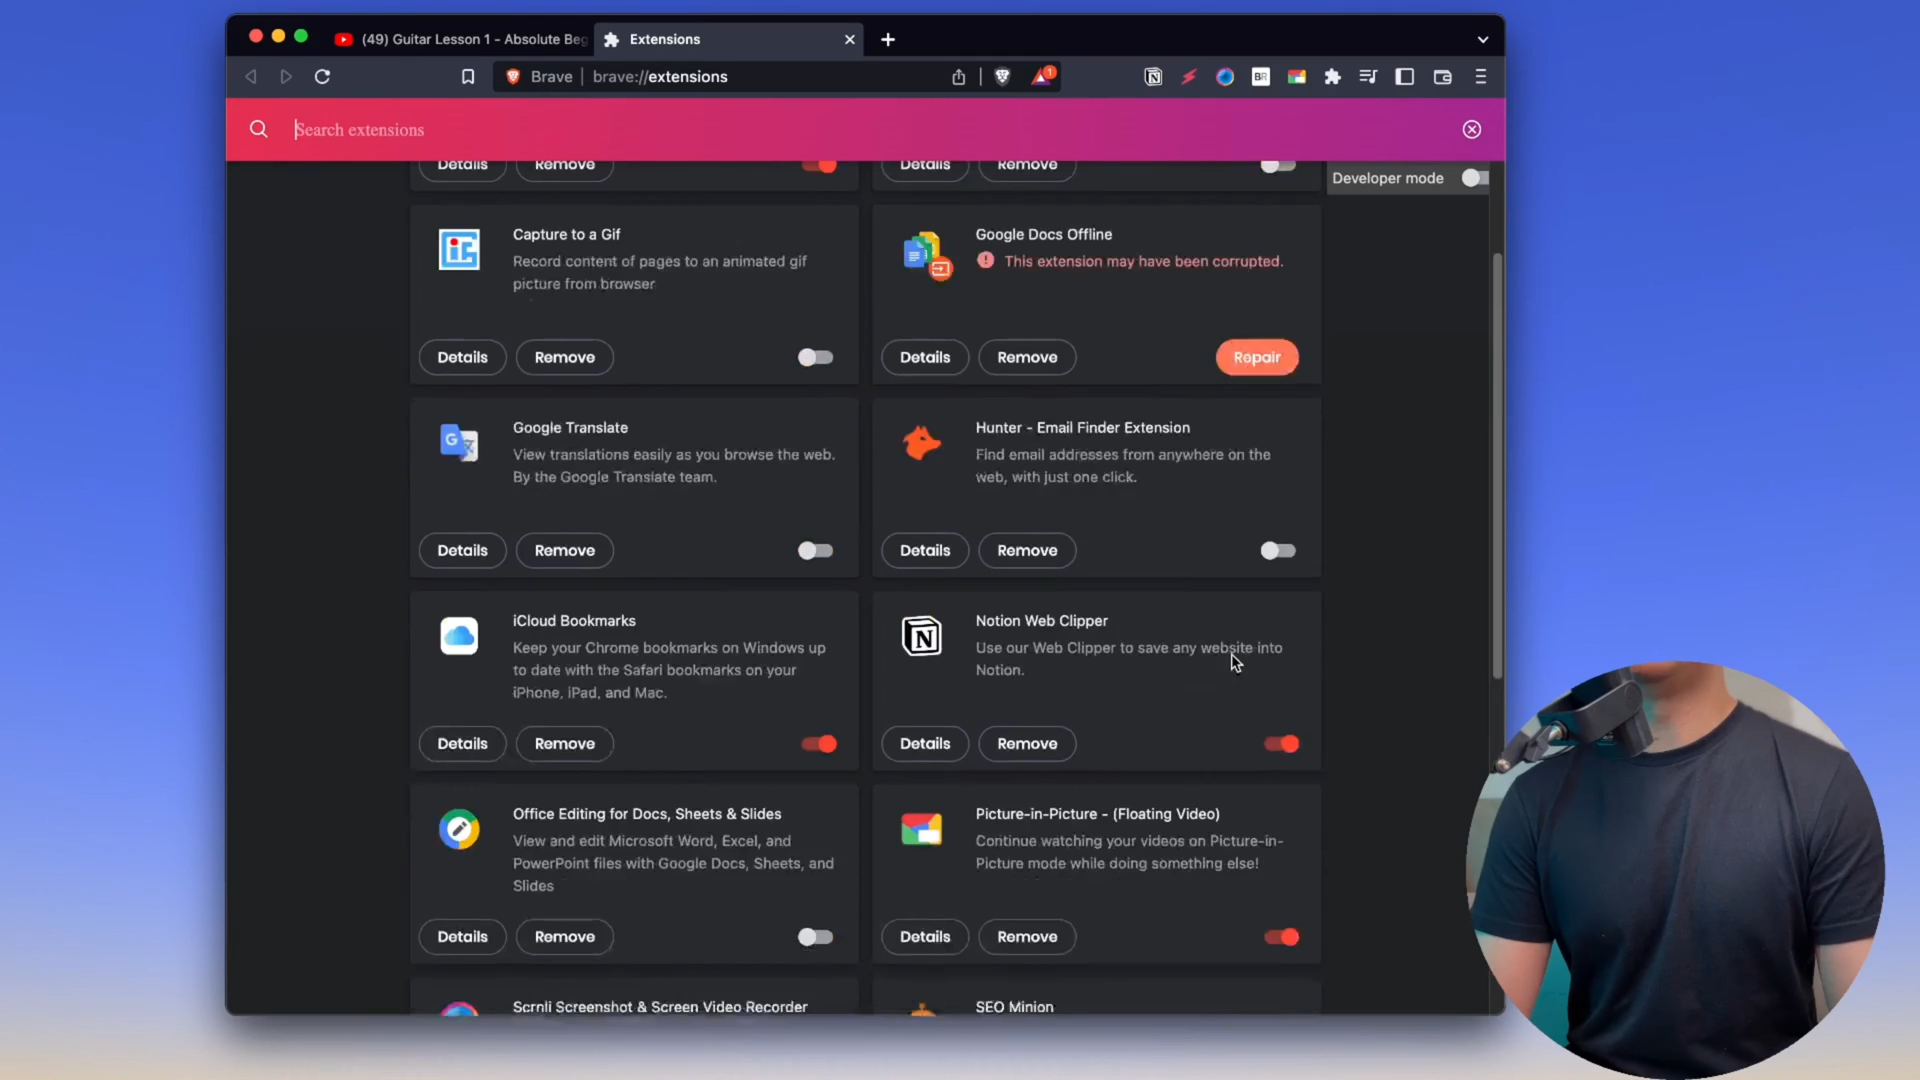 (49) Guitar Lesson 1 - Absolute Beg
Extensions
Brave
brave://extensions
1
BR
Search extensions
Details
Remove
Details
Remove
Developer mode
Capture to a Gif
Record content of pages to an animated gif
picture from browser
Details
Remove
Google Docs Offline
This extension may have been corrupted.
Details
Remove
Repair
Google Translate
View translations easily as you browse the web.
By the Google Translate team.
Details
Remove
Hunter - Email Finder Extension
Find email addresses from anywhere on the
web, with just one click.
Details
Remove
iCloud Bookmarks
Keep your Chrome bookmarks on Windows up
to date with the Safari bookmarks on your
iPhone, iPad, and Mac.
Details
Remove
Notion Web Clipper
Use our Web Clipper to save any website into
Notion.
Details
Remove
Office Editing for Docs, Sheets & Slides
View and edit Microsoft Word, Excel, and
PowerPoint files with Google Docs, Sheets, and
Slides
Details
Remove
Picture-in-Picture - (Floating Video)
Continue watching your videos on Picture-in-
Picture mode while doing something else!
Details
Remove
Scrnli Screenshot & Screen Video Recorder
SEO Minion